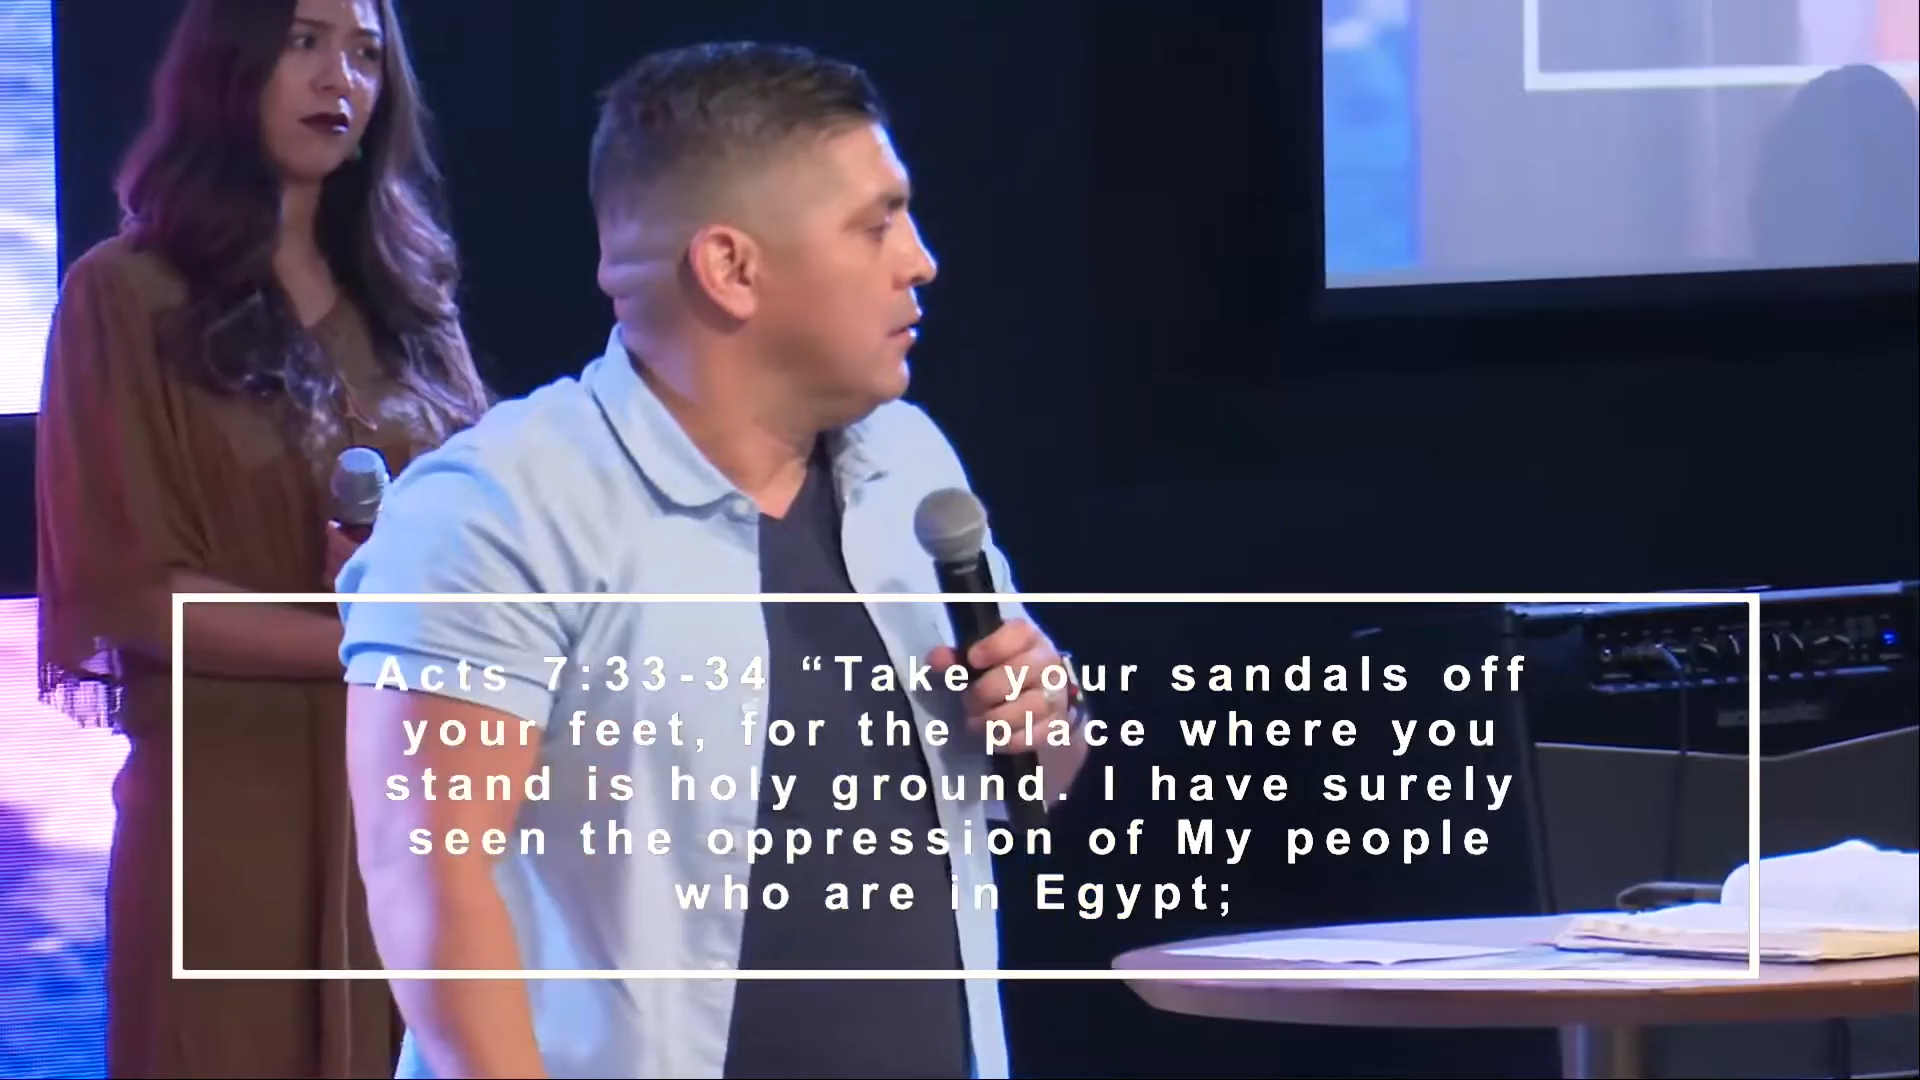 Acts 7:33-34 “Take your sandals off
your feet, for the place where you
stand is holy ground. I have surely
seen the oppression of My people
who are in Egypt;